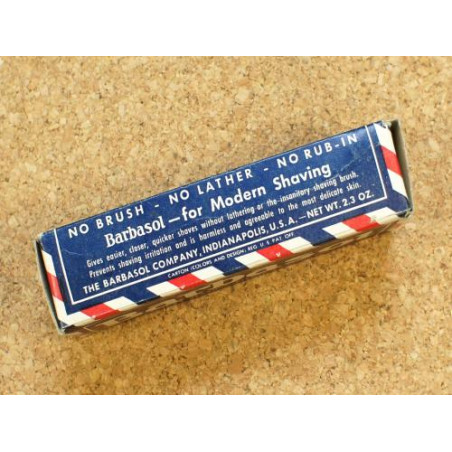 NO BRUSH - NO LATHER - NO RUB-IN
Barbasol—for Modern Shaving
Gives easier, closer, quicker shaves without lathering or the insanitary shaving brush.
Prevents shaving irritation and is harmless and agreeable to the most delicate skin.
THE BARBASOL COMPANY, INDIANAPOLIS, U.S.A.—NET WT. 2.3 OZ.
CARTON (COLORS AND DESIGN) REG. U.S. PAT. OFF.